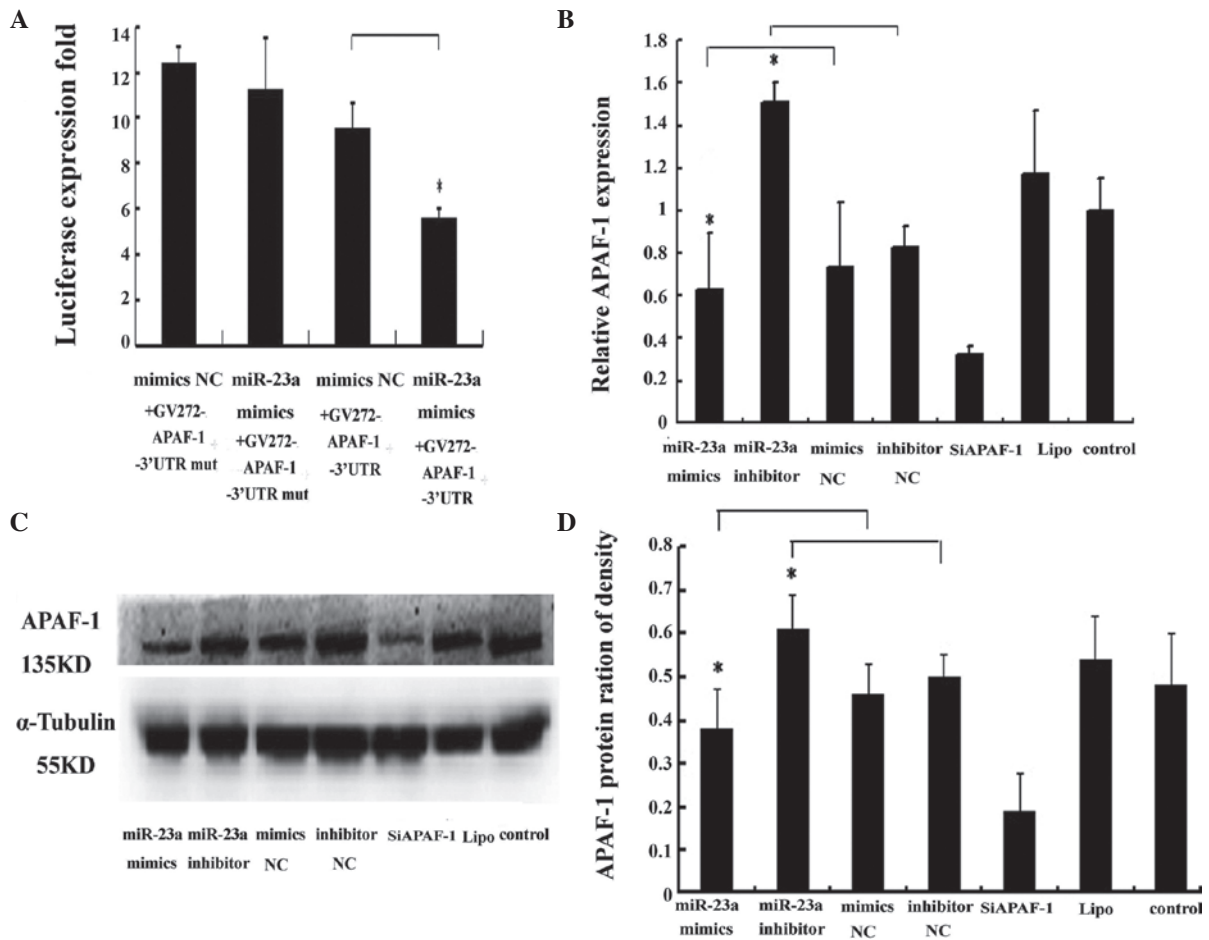 A
Luciferase expression fold
14
12
10
8
6
4
12
0
*
mimics NC
+GV272-
APAF-1
-3'UTR mut
miR-23a
mimics
+GV272-
APAF-1
-3'UTR mut
mimics NC
+GV272-
APAF-1
-3'UTR
miR-23a
mimics
+GV272-
APAF-1
-3'UTR
B
Relative APAF-1 expression
1.8
1.6
1.4
1.2
1
0.8
0.6
0.4
0.2
0
*
*
miR-23a
mimics
miR-23a
inhibitor
mimics
NC
inhibitor
NC
SiAPAF-1
Lipo
control
C
APAF-1
135KD
α-Tubulin
55KD
miR-23a
mimics
miR-23a
inhibitor
mimics
NC
inhibitor
NC
SiAPAF-1
Lipo
control
D
APAF-1 protein ration of density
0.8
0.7
0.6
0.5
0.4
0.3
0.2
0.1
0
*
*
miR-23a
mimics
miR-23a
inhibitor
mimics
NC
inhibitor
NC
SiAPAF-1
Lipo
control